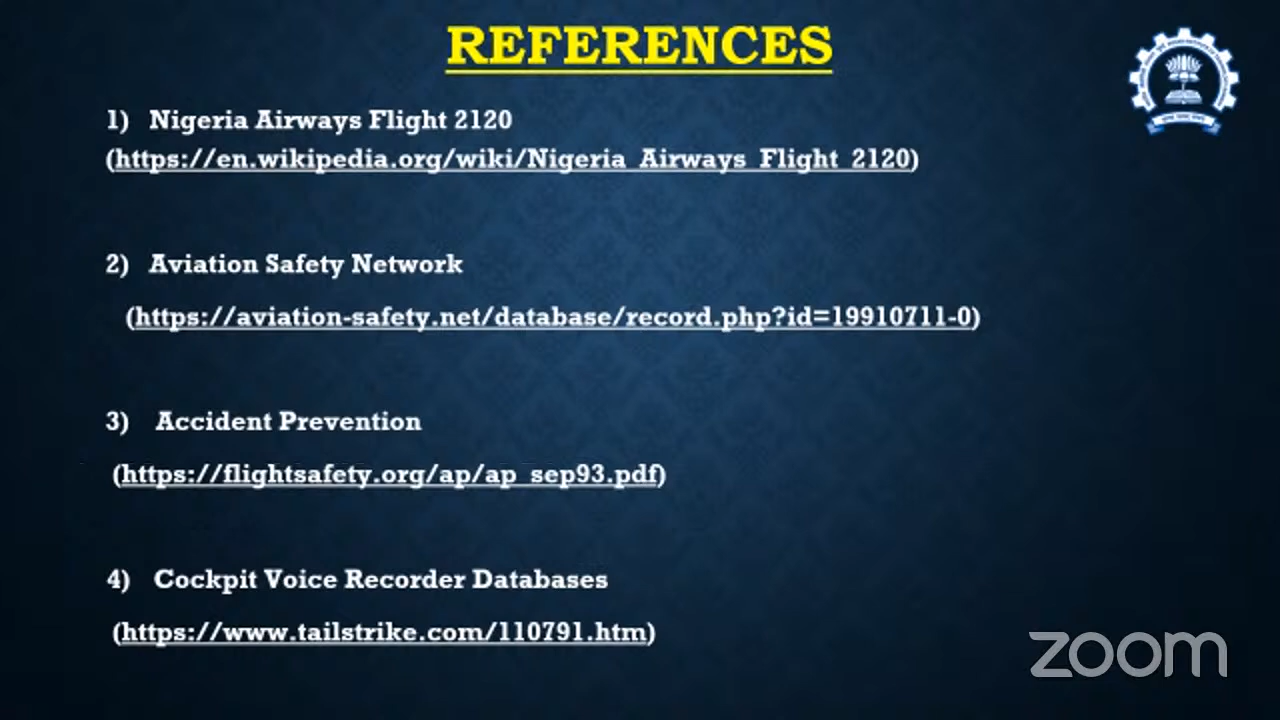 REFERENCES
1) Nigeria Airways Flight 2120
(https://en.wikipedia.org/wiki/Nigeria_Airways_Flight_2120)
2) Aviation Safety Network
(https://aviation-safety.net/database/record.php?id=19910711-0)
3) Accident Prevention
(https://flightsafety.org/ap/ap_sep93.pdf)
4) Cockpit Voice Recorder Databases
(https://www.tailstrike.com/110791.htm)
zoom